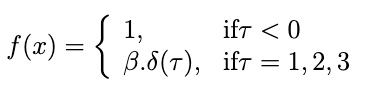 f(x) = { 1, ifτ < 0
β.δ(τ), ifτ = 1, 2, 3